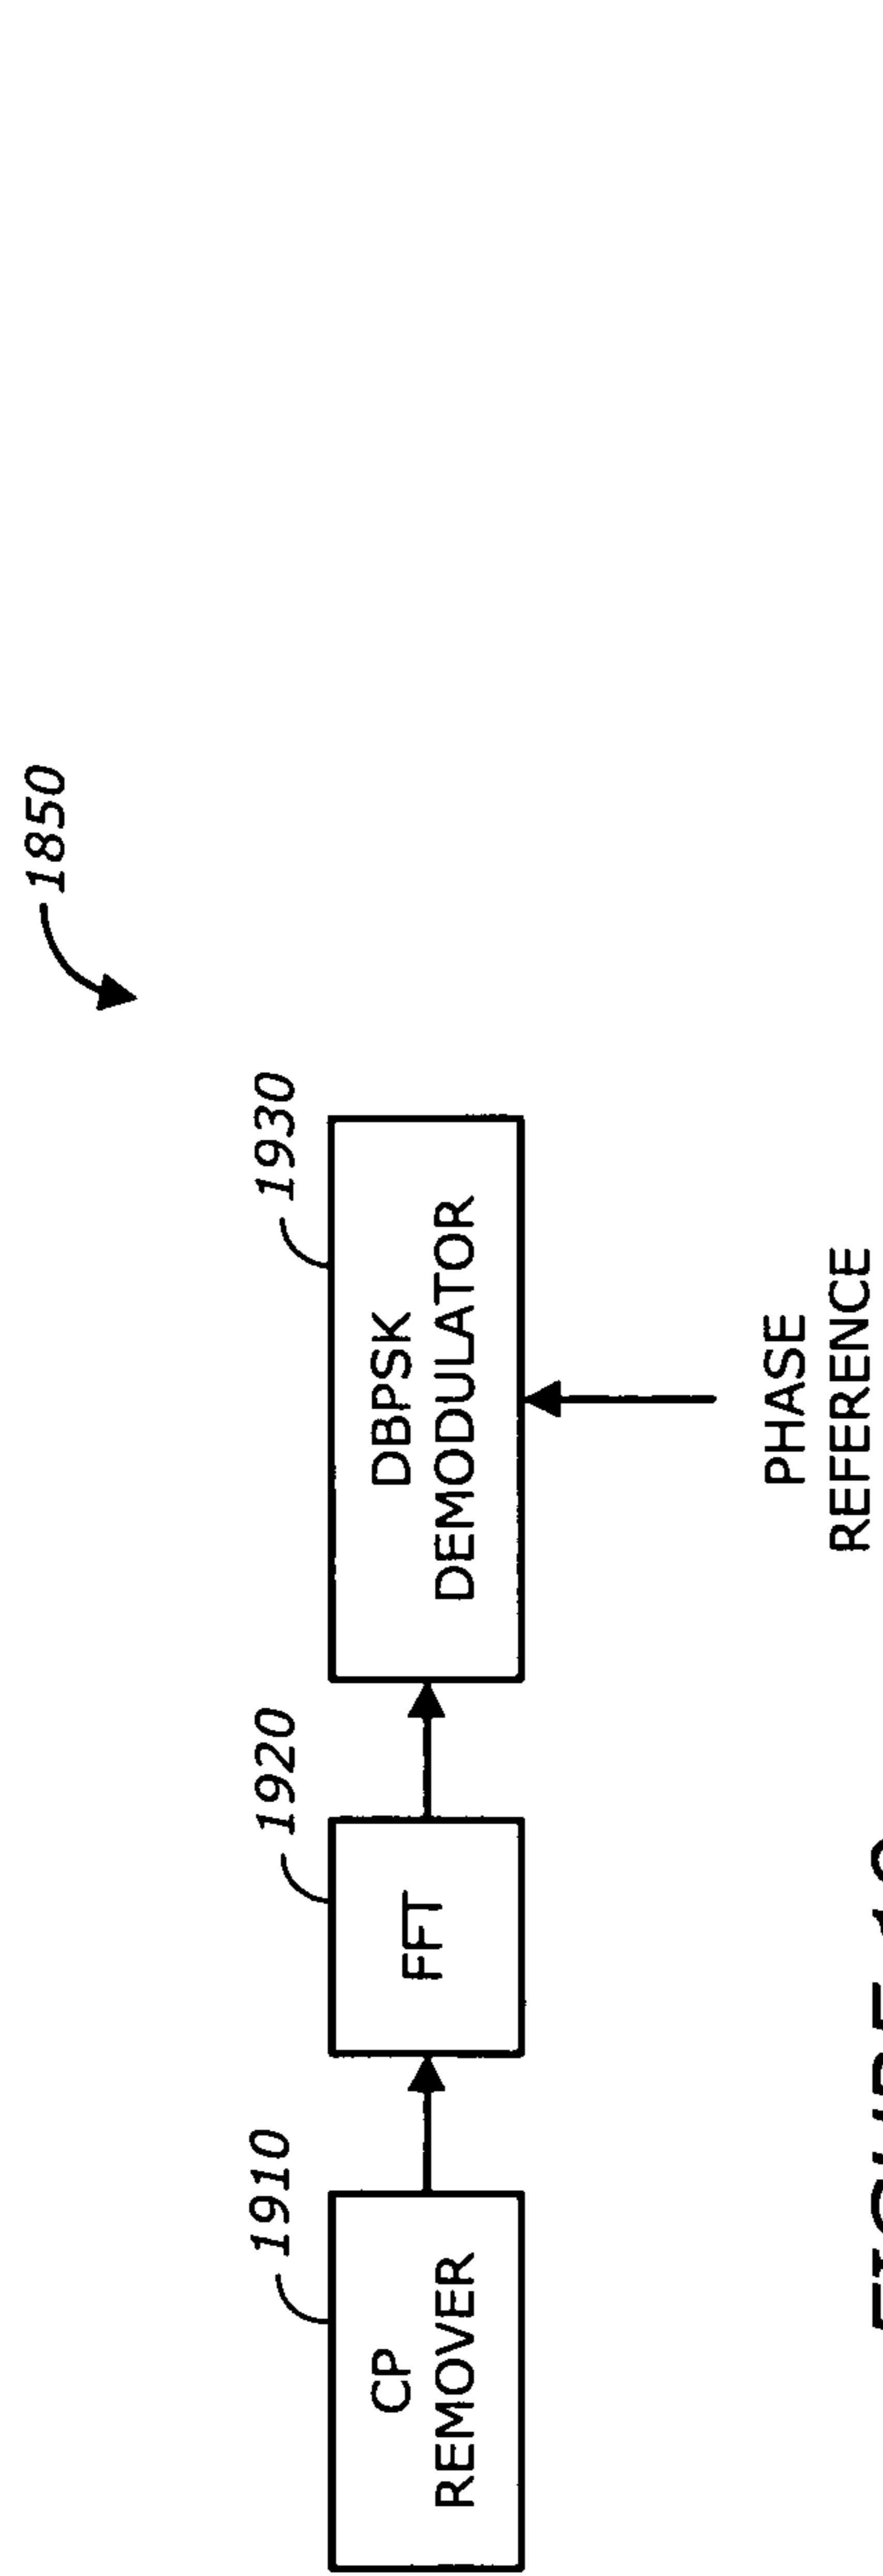 1850
1910
1920
1930
CP
REMOVER
FFT
DBPSK
DEMODULATOR
PHASE
REFERENCE